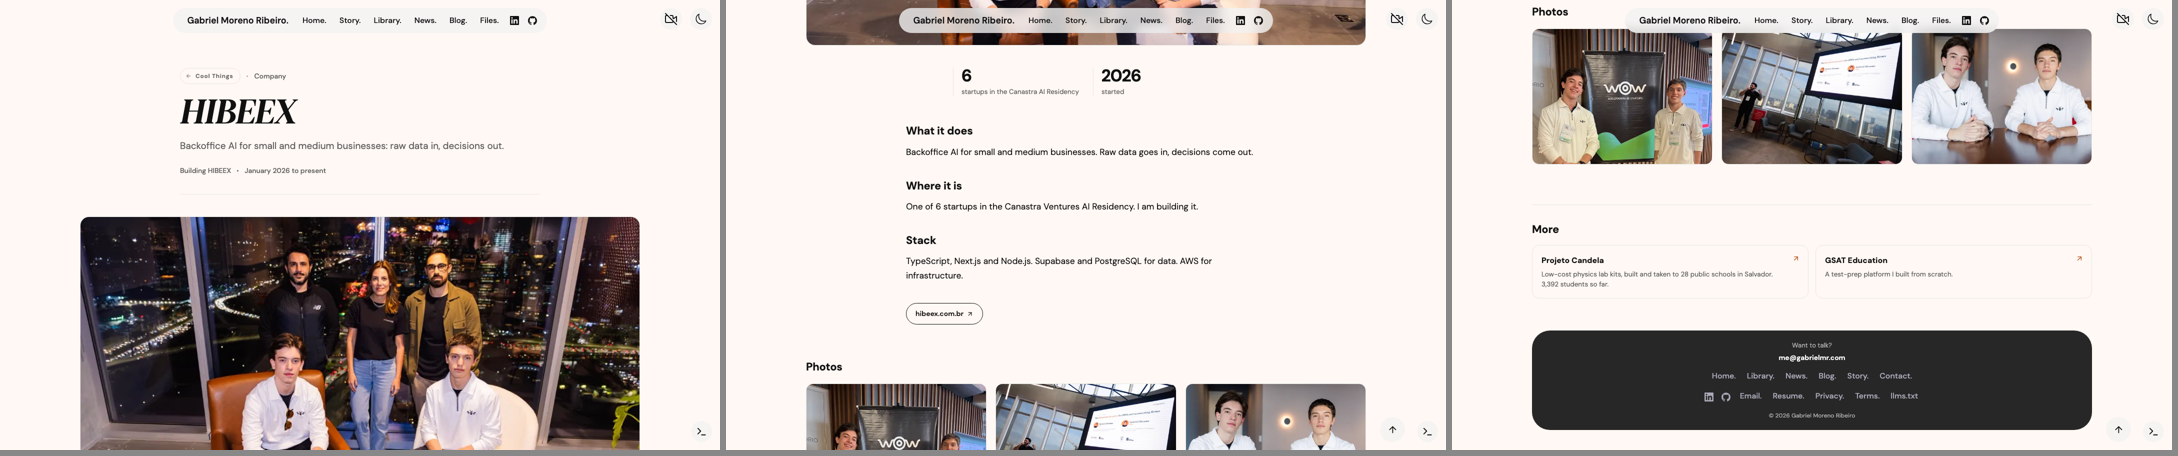 Gabriel Moreno Ribeiro. Home. Story. Library. News. Blog. Files.
← Cool Things · Company
HIBEEX
Backoffice AI for small and medium businesses: raw data in, decisions out.
Building HIBEEX · January 2026 to present
Gabriel Moreno Ribeiro. Home. Story. Library. News. Blog. Files.
6
startups in the Canastra AI Residency
2026
started
What it does
Backoffice AI for small and medium businesses. Raw data goes in, decisions come out.
Where it is
One of 6 startups in the Canastra Ventures AI Residency. I am building it.
Stack
TypeScript, Next.js and Node.js. Supabase and PostgreSQL for data. AWS for
infrastructure.
hibeex.com.br ↗
Photos
WOW
Gabriel Moreno Ribeiro. Home. Story. Library. News. Blog. Files.
Photos
WOW
More
Projeto Candela
Low-cost physics lab kits, built and taken to 28 public schools in Salvador.
3,392 students so far.
GSAT Education
A test-prep platform I built from scratch.
Want to talk?
me@gabrielmr.com
Home. Library. News. Blog. Story. Contact.
Email. Resume. Privacy. Terms. llms.txt
© 2026 Gabriel Moreno Ribeiro